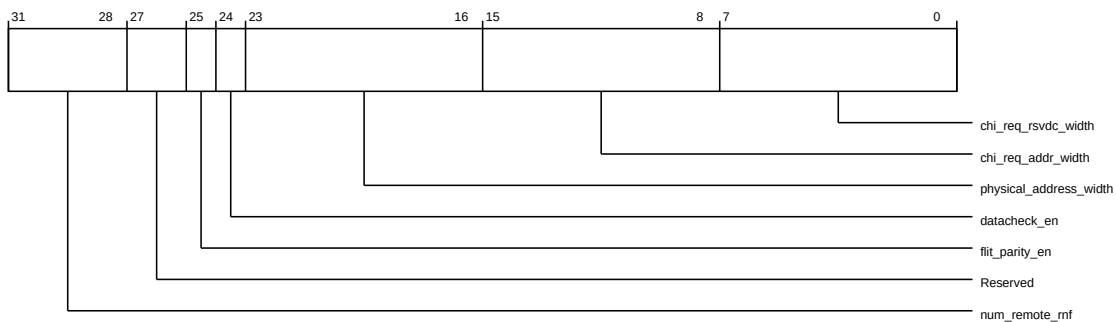 31 28 27 25 24 23 16 15 8 7 0
chi_req_rsvdc_width
chi_req_addr_width
physical_address_width
datacheck_en
flit_parity_en
Reserved
num_remote_rnf